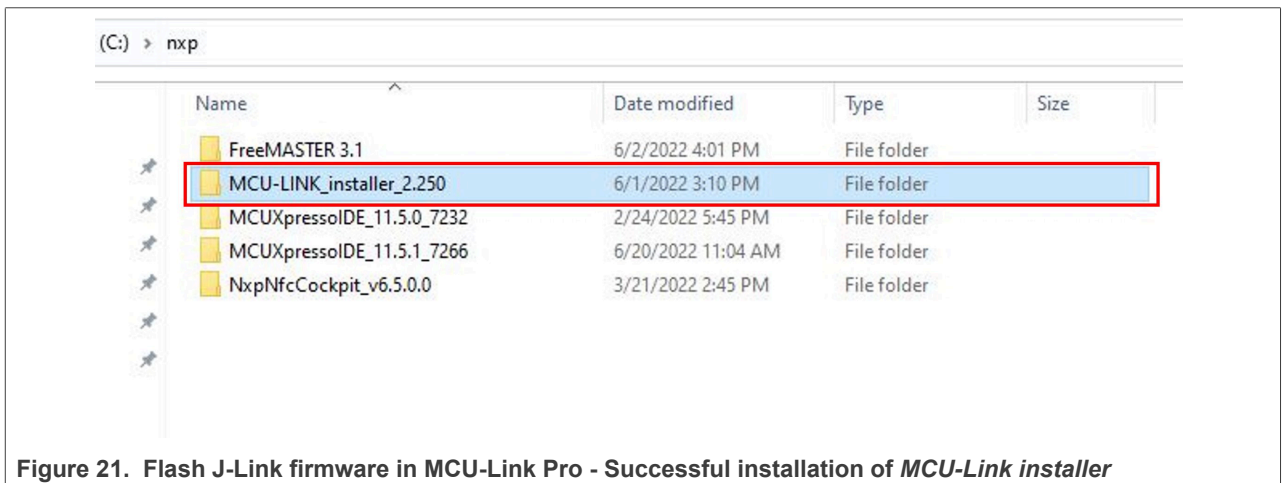 (C:) > nxp
Name Date modified Type Size
FreeMASTER 3.1 6/2/2022 4:01 PM File folder
MCU-LINK_installer_2.250 6/1/2022 3:10 PM File folder
MCUXpressoIDE_11.5.0_7232 2/24/2022 5:45 PM File folder
MCUXpressoIDE_11.5.1_7266 6/20/2022 11:04 AM File folder
NxpNfcCockpit_v6.5.0.0 3/21/2022 2:45 PM File folder
Figure 21. Flash J-Link firmware in MCU-Link Pro - Successful installation of MCU-Link installer